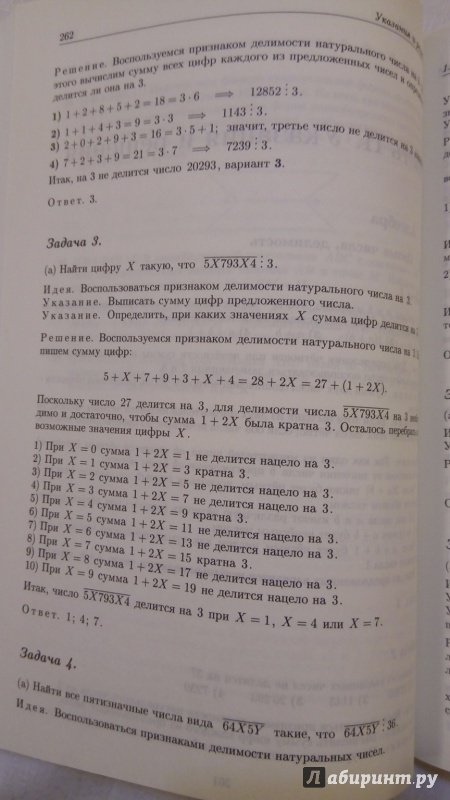 262
Указания
Решение. Воспользуемся признаком делимости натурального числа на
этого вычислим сумму всех цифр каждого из предложенных чисел и
делится ли она на 3.
1) 1 + 2 + 8 + 5 + 2 = 18 = 3 · 6 ⟹ 12852 ⋮ 3.
2) 1 + 1 + 4 + 3 = 9 = 3 · 3 ⟹ 1143 ⋮ 3.
3) 2 + 0 + 2 + 9 + 3 = 16 = 3 · 5 + 1; значит, третье число не делится на 3
4) 7 + 2 + 3 + 9 = 21 = 3 · 7 ⟹ 7239 ⋮ 3.
Итак, на 3 не делится число 20293, вариант 3.
Ответ. 3.
Задача 3.
(а) Найти цифру X такую, что 5X793X4 ⋮ 3.
Идея. Воспользоваться признаком делимости натурального числа на 3.
Указание. Выписать сумму цифр предложенного числа.
Указание. Определить, при каких значениях X сумма цифр делится на
Решение. Воспользуемся признаком делимости натурального числа на 3
пишем сумму цифр:
5 + X + 7 + 9 + 3 + X + 4 = 28 + 2X = 27 + (1 + 2X).
Поскольку число 27 делится на 3, для делимости числа 5X793X4 на 3
димо и достаточно, чтобы сумма 1 + 2X была кратна 3. Осталось
возможные значения цифры X.
1) При X = 0 сумма 1 + 2X = 1 не делится нацело на 3.
2) При X = 1 сумма 1 + 2X = 3 кратна 3.
3) При X = 2 сумма 1 + 2X = 5 не делится нацело на 3.
4) При X = 3 сумма 1 + 2X = 7 не делится нацело на 3.
5) При X = 4 сумма 1 + 2X = 9 кратна 3.
6) При X = 5 сумма 1 + 2X = 11 не делится нацело на 3.
7) При X = 6 сумма 1 + 2X = 13 не делится нацело на 3.
8) При X = 7 сумма 1 + 2X = 15 кратна 3.
9) При X = 8 сумма 1 + 2X = 17 не делится нацело на 3.
10) При X = 9 сумма 1 + 2X = 19 не делится нацело на 3.
Итак, число 5X793X4 делится на 3 при X = 1, X = 4 или X = 7.
Ответ. 1; 4; 7.
Задача 4.
(а) Найти все пятизначные числа вида 64X5Y такие, что 64X5Y ⋮ 36.
Идея. Воспользоваться признаками делимости натуральных чисел.
Лабиринт.ру